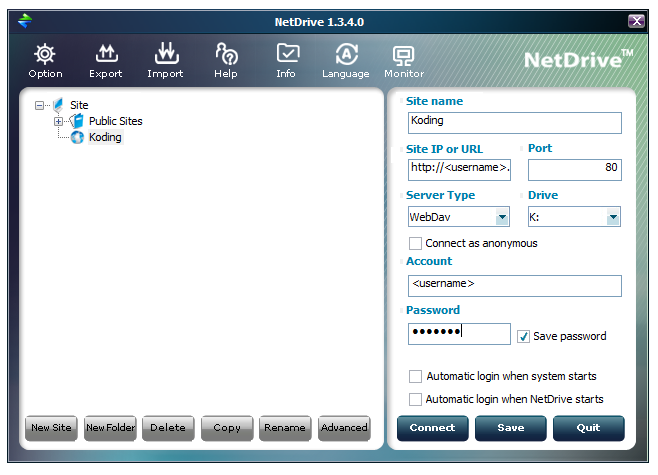 NetDrive 1.3.4.0
Option Export Import Help Info Language Monitor
NetDrive™
Site
Public Sites
Koding
New Site New Folder Delete Copy Rename Advanced
Site name
Koding
Site IP or URL Port
http://<username>. 80
Server Type Drive
WebDav K:
Connect as anonymous
Account
<username>
Password
•••••••
Save password
Automatic login when system starts
Automatic login when NetDrive starts
Connect Save Quit